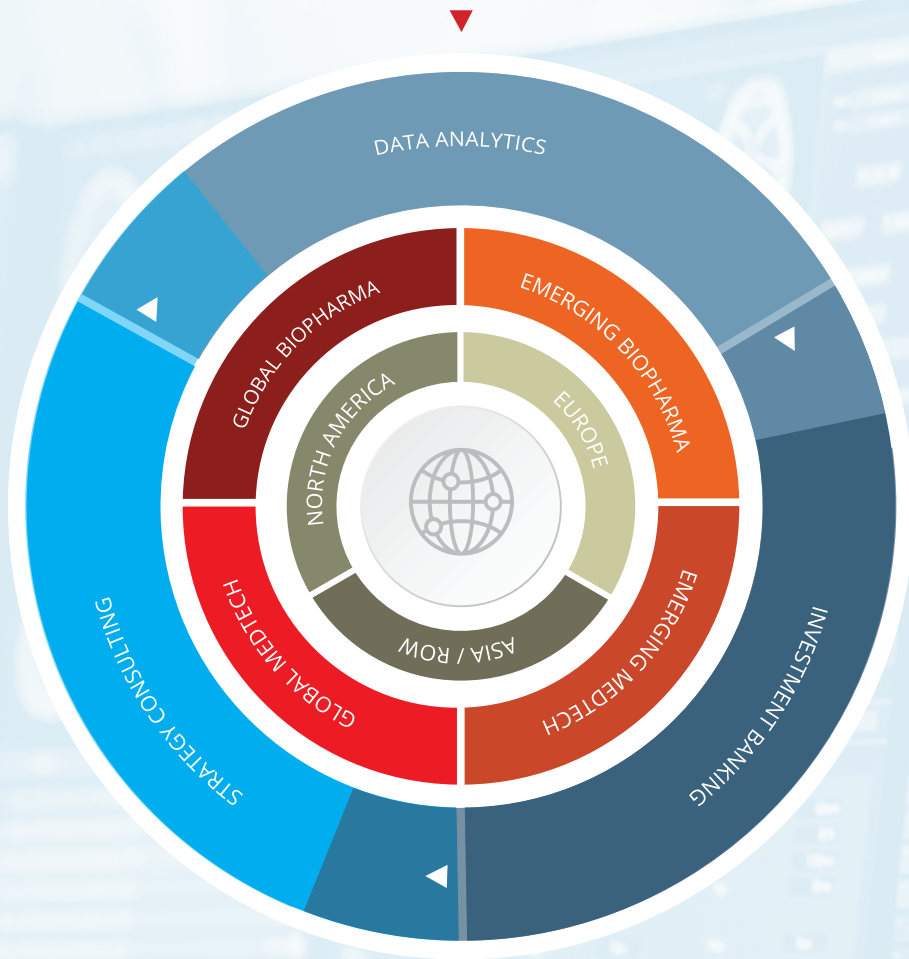 DATA ANALYTICS
GLOBAL BIOPHARMA
EMERGING BIOPHARMA
NORTH AMERICA
EUROPE
ASIA / ROW
GLOBAL MEDTECH
EMERGING MEDTECH
STRATEGY CONSULTING
INVESTMENT BANKING